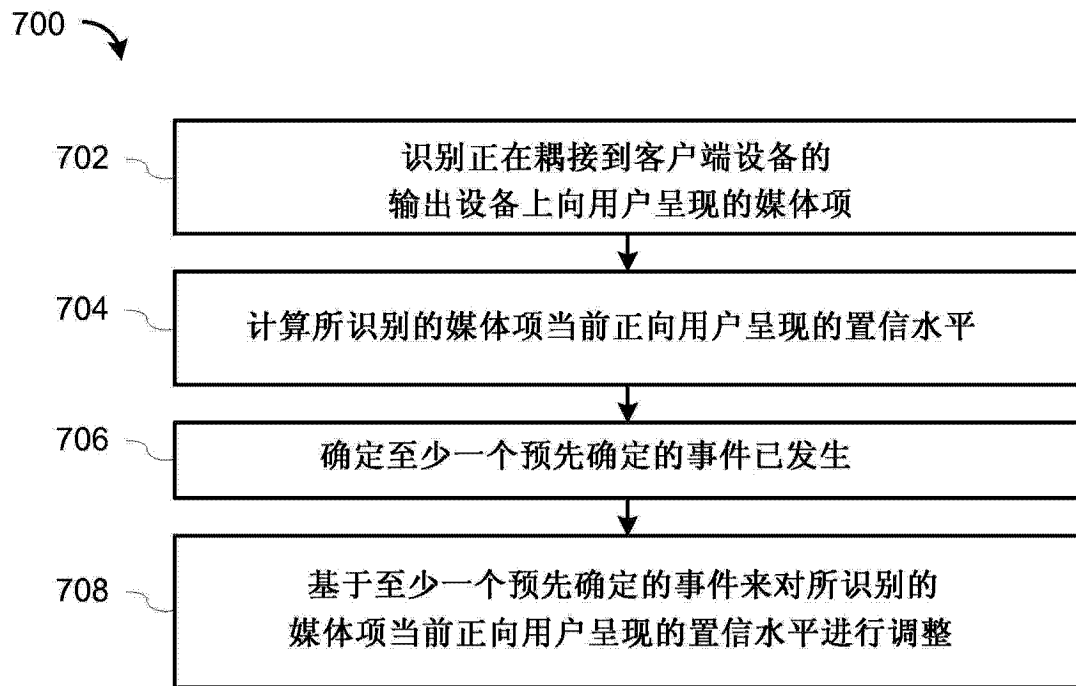 700
702
识别正在耦接到客户端设备的
输出设备上向用户呈现的媒体项
704
计算所识别的媒体项当前正向用户呈现的置信水平
706
确定至少一个预先确定的事件已发生
708
基于至少一个预先确定的事件来对所识别的
媒体项当前正向用户呈现的置信水平进行调整